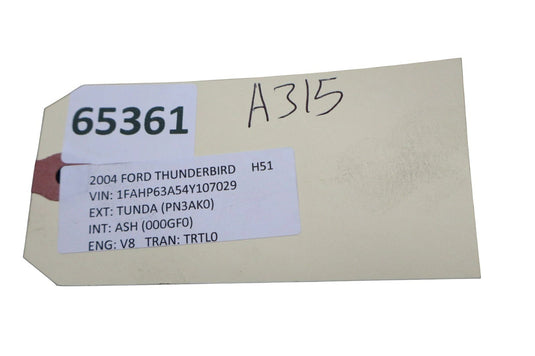 A315
65361
2004 FORD THUNDERBIRD H51
VIN: 1FAHP63A54Y107029
EXT: TUNDA (PN3AK0)
INT: ASH (000GF0)
ENG: V8 TRAN: TRTL0